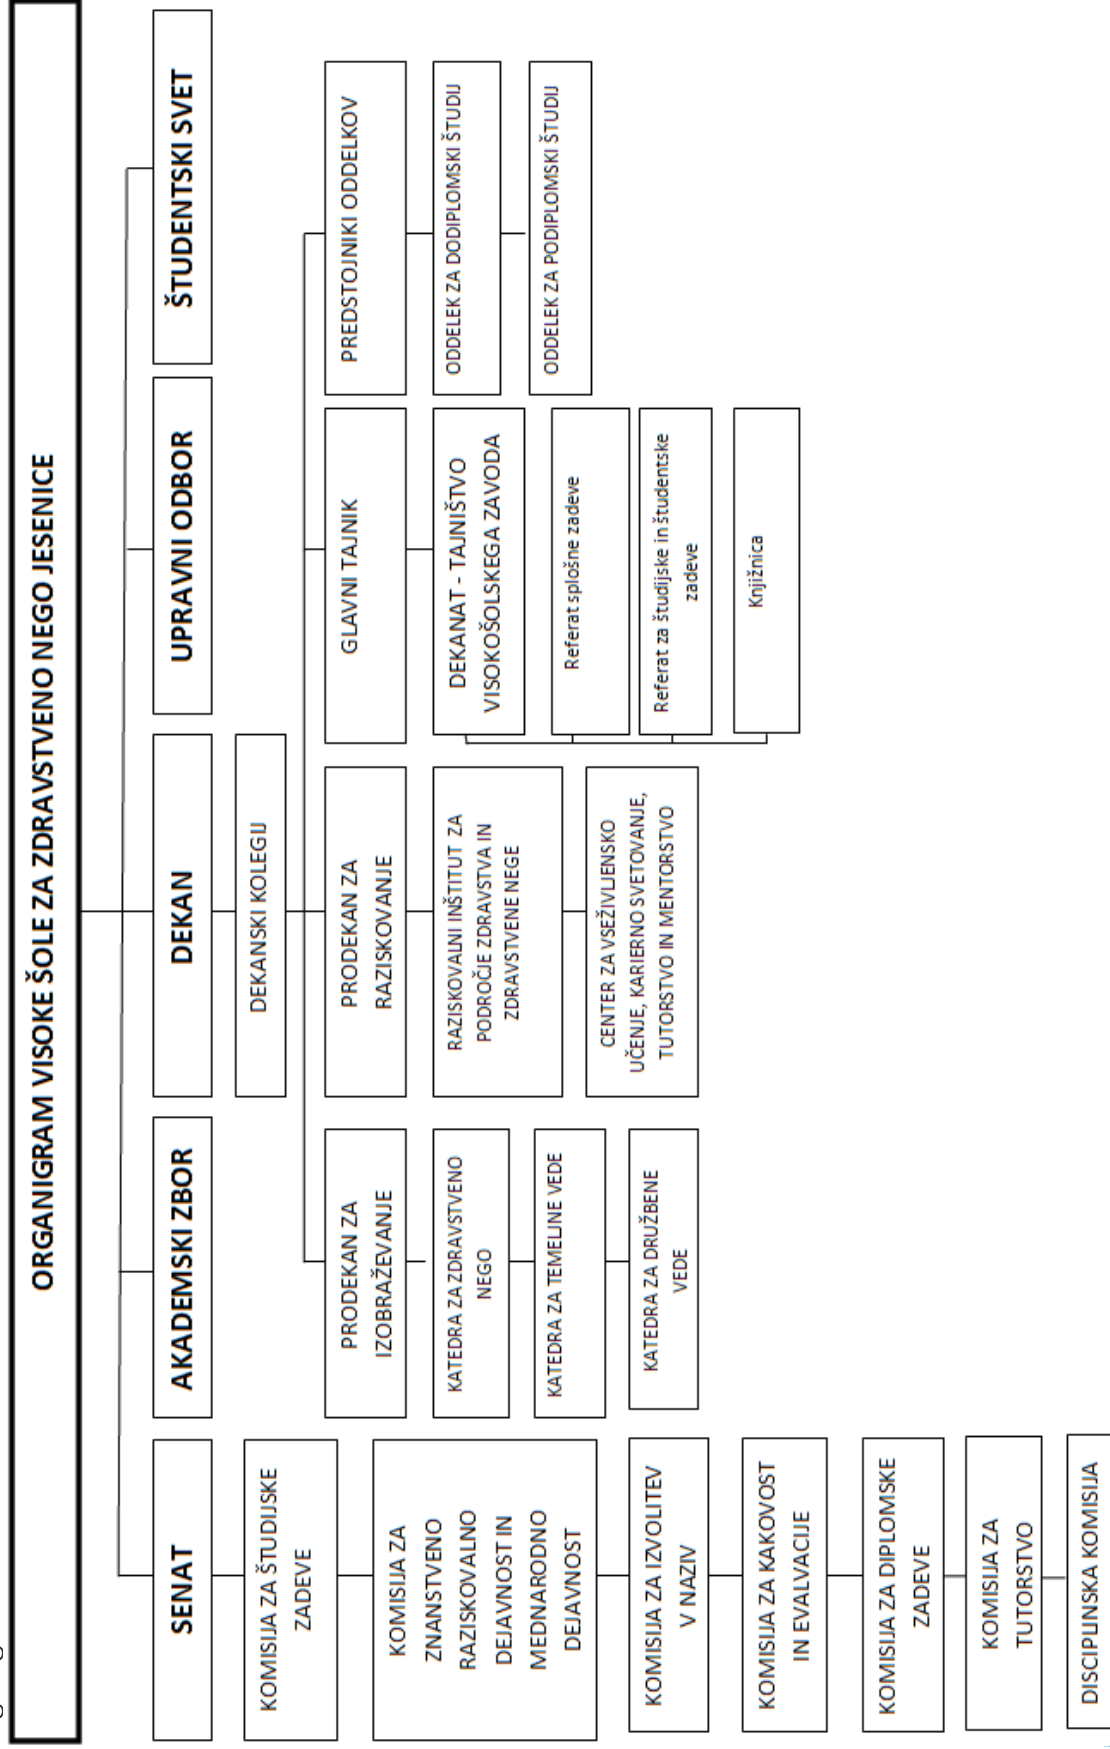 ORGANIGRAM VISOKE ŠOLE ZA ZDRAVSTVENO NEGO JESENICE
SENAT
AKADEMSKI ZBOR
DEKAN
UPRAVNI ODBOR
ŠTUDENTSKI SVET
KOMISIJA ZA ŠTUDIJSKE
ZADEVE
KOMISIJA ZA
ZNANSTVENO
RAZISKOVALNO
DEJAVNOST IN
MEDNARODNO
DEJAVNOST
KOMISIJA ZA IZVOLITEV
V NAZIV
KOMISIJA ZA KAKOVOST
IN EVALVACIJE
KOMISIJA ZA DIPLOMSKE
ZADEVE
KOMISIJA ZA
TUTORSTVO
DISCIPLINSKA KOMISIJA
DEKANSKI KOLEGIJ
PRODEKAN ZA
IZOBRAŽEVANJE
KATEDRA ZA ZDRAVSTVENO
NEGO
KATEDRA ZA TEMELJNE VEDE
KATEDRA ZA DRUŽBENE
VEDE
PRODEKAN ZA
RAZISKOVANJE
RAZISKOVALNI INŠTITUT ZA
PODROČJE ZDRAVSTVA IN
ZDRAVSTVENE NEGE
CENTER ZA VSEŽIVLJENSKO
UČENJE, KARIERNO SVETOVANJE,
TUTORSTVO IN MENTORSTVO
GLAVNI TAJNIK
DEKANAT - TAJNIŠTVO
VISOKOŠOLSKEGA ZAVODA
Referat splošne zadeve
Referat za študijske in študentske
zadeve
Knjižnica
PREDSTOJNIKI ODDELKOV
ODDELEK ZA DODIPLOMSKI ŠTUDIJ
ODDELEK ZA PODIPLOMSKI ŠTUDIJ